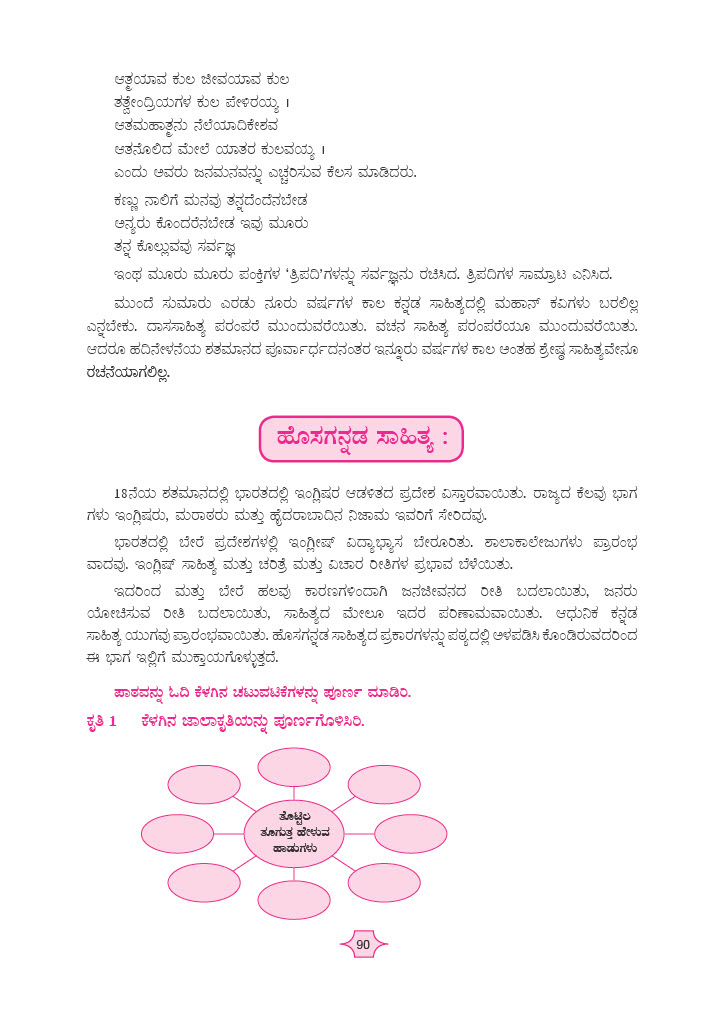 ಆತ್ಮಯಾವ ಕುಲ ಜೀವಯಾವ ಕುಲ
ತತ್ವೇಂದ್ರಿಯಗಳ ಕುಲ ಪೇಳಿರಯ್ಯ ।
ಆತಮಹಾತ್ಮನು ನೆಲೆಯಾದಿಕೇಶವ
ಆತನೊಲಿದ ಮೇಲೆ ಯಾತರ ಕುಲವಯ್ಯ ।
ಎಂದು ಅವರು ಜನಮನವನ್ನು ಎಚ್ಚರಿಸುವ ಕೆಲಸ ಮಾಡಿದರು.
ಕಣ್ಣು ನಾಲಿಗೆ ಮನವು ತನ್ನದೆಂದೆನಬೇಡ
ಅನ್ಯರು ಕೊಂದರೆನಬೇಡ ಇವು ಮೂರು
ತನ್ನ ಕೊಲ್ಲುವವು ಸರ್ವಜ್ಞ
ಇಂಥ ಮೂರು ಮೂರು ಪಂಕ್ತಿಗಳ ‘ತ್ರಿಪದಿ’ಗಳನ್ನು ಸರ್ವಜ್ಞನು ರಚಿಸಿದ. ತ್ರಿಪದಿಗಳ ಸಾಮ್ರಾಟ ಎನಿಸಿದ.
ಮುಂದೆ ಸುಮಾರು ಎರಡು ನೂರು ವರ್ಷಗಳ ಕಾಲ ಕನ್ನಡ ಸಾಹಿತ್ಯದಲ್ಲಿ ಮಹಾನ್ ಕವಿಗಳು ಬರಲಿಲ್ಲ
ಎನ್ನಬೇಕು. ದಾಸಸಾಹಿತ್ಯ ಪರಂಪರೆ ಮುಂದುವರೆಯಿತು. ವಚನ ಸಾಹಿತ್ಯ ಪರಂಪರೆಯೂ ಮುಂದುವರೆಯಿತು.
ಆದರೂ ಹದಿನೇಳನೆಯ ಶತಮಾನದ ಪೂರ್ವಾರ್ಧದನಂತರ ಇನ್ನೂರು ವರ್ಷಗಳ ಕಾಲ ಅಂತಹ ಶ್ರೇಷ್ಠ ಸಾಹಿತ್ಯವೇನೂ
ರಚನೆಯಾಗಲಿಲ್ಲ.
ಹೊಸಗನ್ನಡ ಸಾಹಿತ್ಯ :
18ನೆಯ ಶತಮಾನದಲ್ಲಿ ಭಾರತದಲ್ಲಿ ಇಂಗ್ಲಿಷರ ಆಡಳಿತದ ಪ್ರದೇಶ ವಿಸ್ತಾರವಾಯಿತು. ರಾಜ್ಯದ ಕೆಲವು ಭಾಗ
ಗಳು ಇಂಗ್ಲಿಷರು, ಮರಾಠರು ಮತ್ತು ಹೈದರಾಬಾದಿನ ನಿಜಾಮ ಇವರಿಗೆ ಸೇರಿದವು.
ಭಾರತದಲ್ಲಿ ಬೇರೆ ಪ್ರದೇಶಗಳಲ್ಲಿ ಇಂಗ್ಲೀಷ್ ವಿದ್ಯಾಭ್ಯಾಸ ಬೇರೂರಿತು. ಶಾಲಾಕಾಲೇಜುಗಳು ಪ್ರಾರಂಭ
ವಾದವು. ಇಂಗ್ಲಿಷ್ ಸಾಹಿತ್ಯ ಮತ್ತು ಚರಿತ್ರೆ ಮತ್ತು ವಿಚಾರ ರೀತಿಗಳ ಪ್ರಭಾವ ಬೆಳೆಯಿತು.
ಇದರಿಂದ ಮತ್ತು ಬೇರೆ ಹಲವು ಕಾರಣಗಳಿಂದಾಗಿ ಜನಜೀವನದ ರೀತಿ ಬದಲಾಯಿತು, ಜನರು
ಯೋಚಿಸುವ ರೀತಿ ಬದಲಾಯಿತು, ಸಾಹಿತ್ಯದ ಮೇಲೂ ಇದರ ಪರಿಣಾಮವಾಯಿತು. ಆಧುನಿಕ ಕನ್ನಡ
ಸಾಹಿತ್ಯ ಯುಗವು ಪ್ರಾರಂಭವಾಯಿತು. ಹೊಸಗನ್ನಡ ಸಾಹಿತ್ಯದ ಪ್ರಕಾರಗಳನ್ನು ಪಠ್ಯದಲ್ಲಿ ಅಳಪಡಿಸಿ ಕೊಂಡಿರುವದರಿಂದ
ಈ ಭಾಗ ಇಲ್ಲಿಗೆ ಮುಕ್ತಾಯಗೊಳ್ಳುತ್ತದೆ.
ಪಾಠವನ್ನು ಓದಿ ಕೆಳಗಿನ ಚಟುವಟಿಕೆಗಳನ್ನು ಪೂರ್ಣ ಮಾಡಿರಿ.
ಕೃತಿ 1 ಕೆಳಗಿನ ಜಾಲಾಕೃತಿಯನ್ನು ಪೂರ್ಣಗೊಳಿಸಿರಿ.
ತೊಟ್ಟಿಲ
ತೂಗುತ್ತ ಹೇಳುವ
ಹಾಡುಗಳು
90